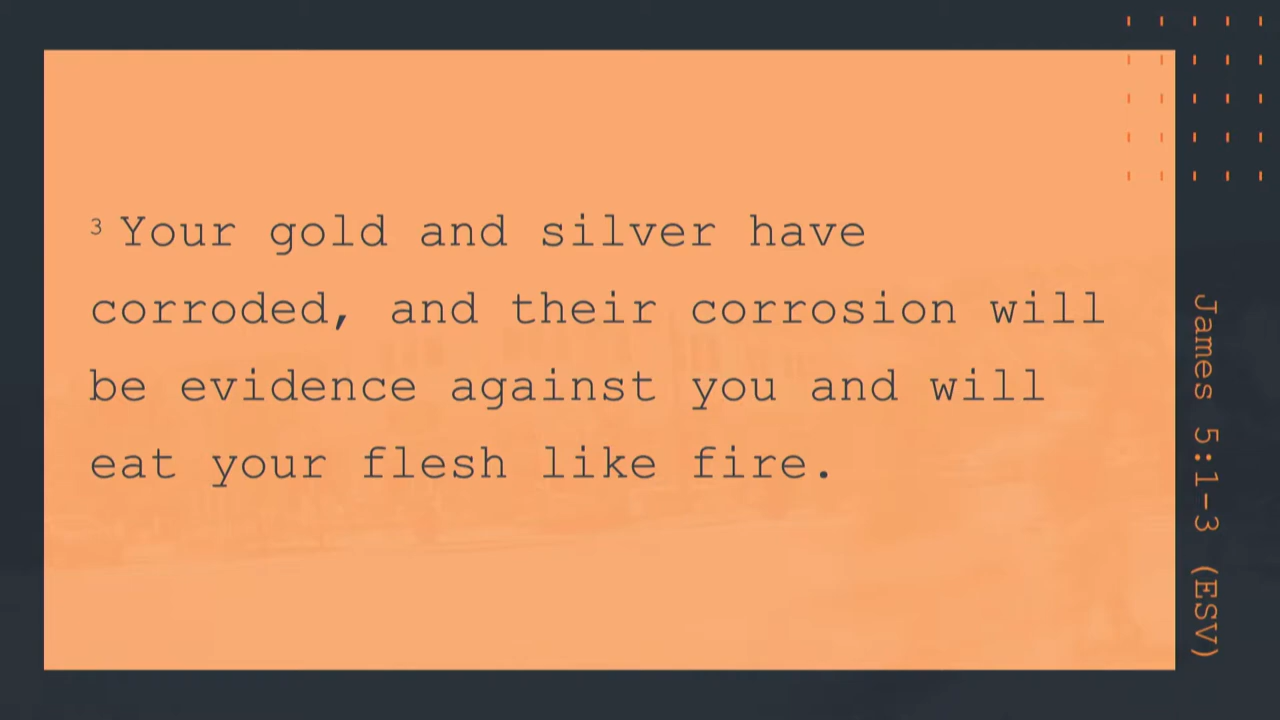 3 Your gold and silver have
corroded, and their corrosion will
be evidence against you and will
eat your flesh like fire.
James 5:1-3 (ESV)